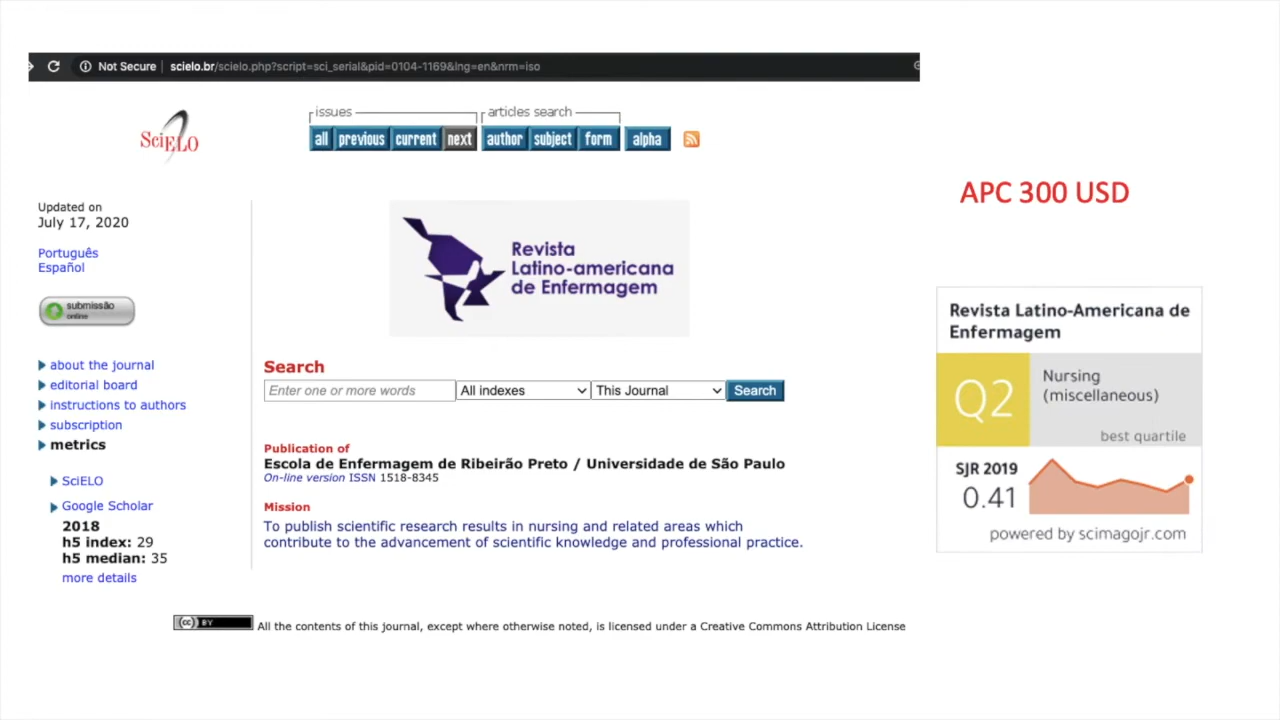 Not Secure | scielo.br/scielo.php?script=sci_serial&pid=0104-1169&lng=en&nrm=iso
issues
articles search
all previous current next author subject form alpha
SciELO
APC 300 USD
Updated on
July 17, 2020
Português
Español
submissão
online
Revista
Latino-americana
de Enfermagem
about the journal
editorial board
instructions to authors
subscription
metrics
SciELO
Google Scholar
2018
h5 index: 29
h5 median: 35
more details
Search
Enter one or more words All indexes This Journal Search
Publication of
Escola de Enfermagem de Ribeirão Preto / Universidade de São Paulo
On-line version ISSN 1518-8345
Mission
To publish scientific research results in nursing and related areas which
contribute to the advancement of scientific knowledge and professional practice.
Revista Latino-Americana de
Enfermagem
Q2
Nursing
(miscellaneous)
best quartile
SJR 2019
0.41
powered by scimagojr.com
(cc) BY All the contents of this journal, except where otherwise noted, is licensed under a Creative Commons Attribution License